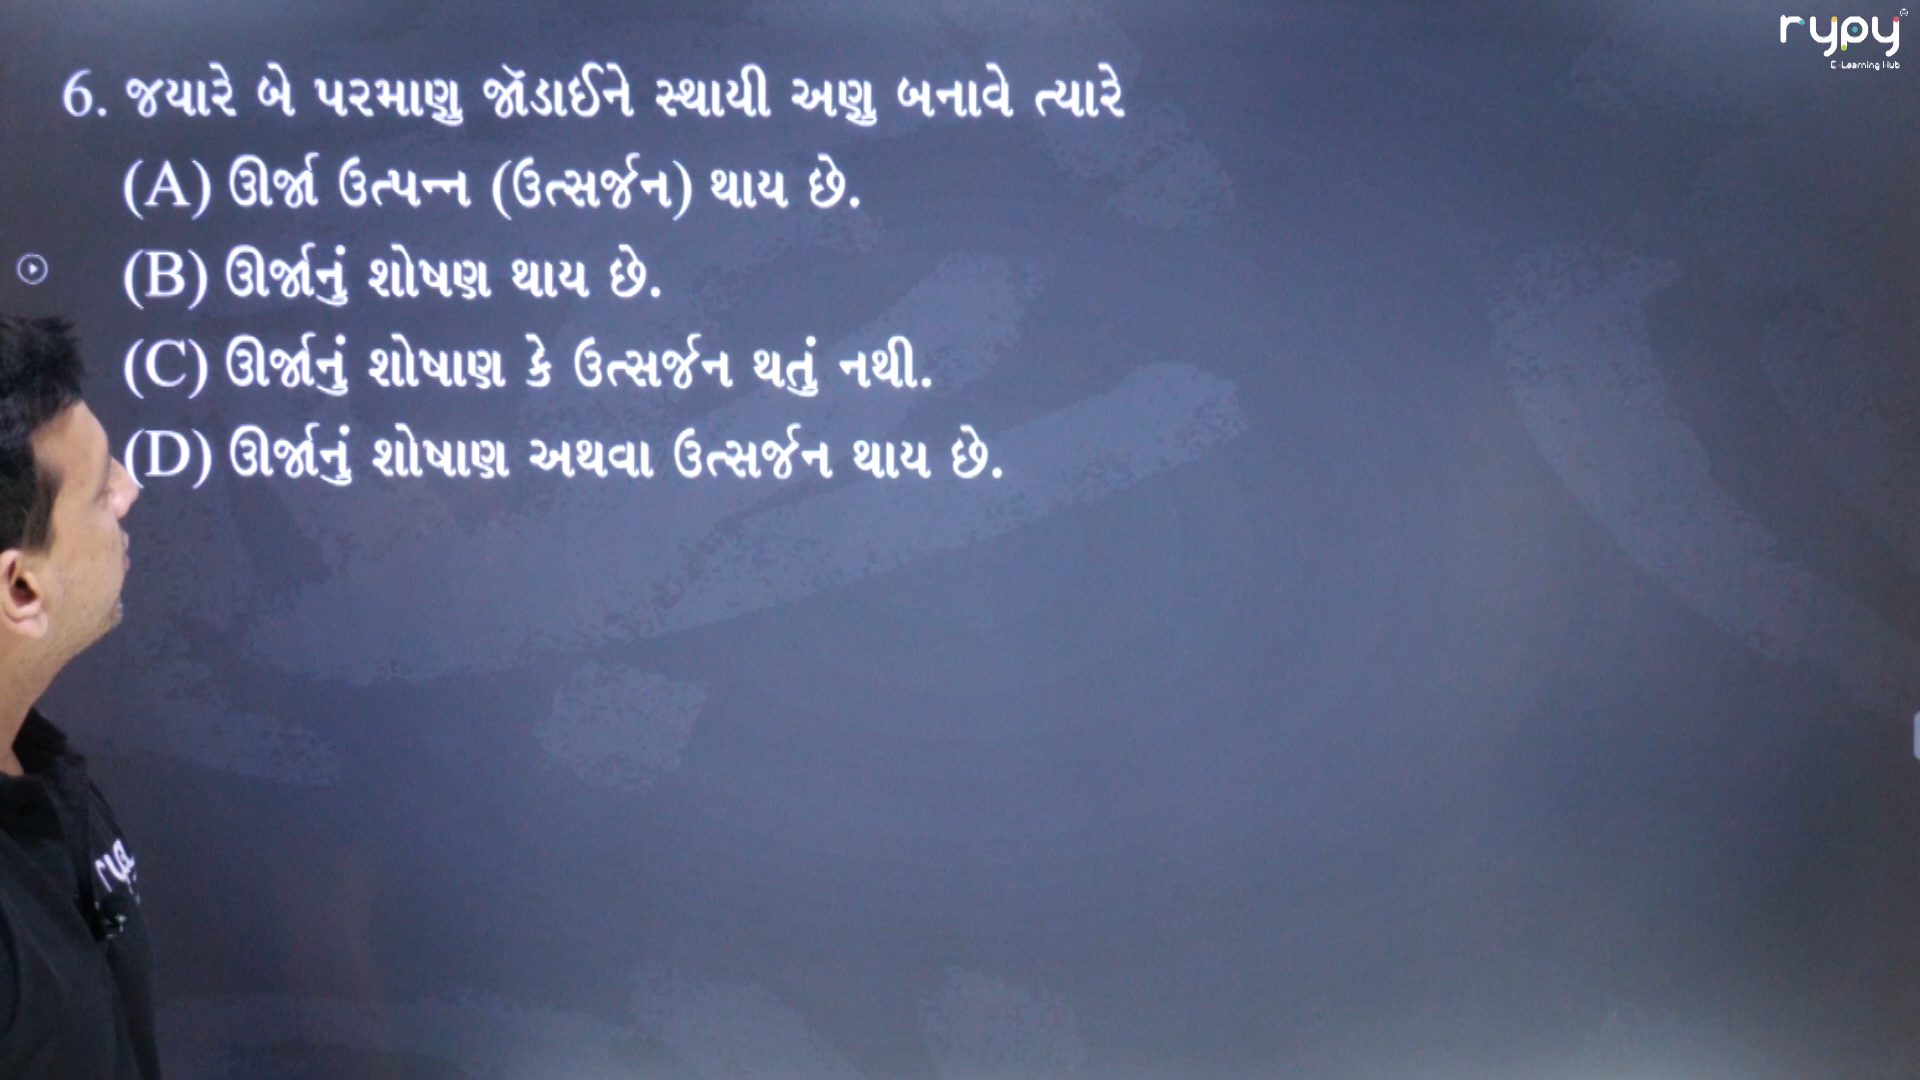 rypy
E-Learning Hub
6. જયારે બે પરમાણુ જૉડાઈને સ્થાયી અણુ બનાવે ત્યારે
(A) ઊર્જા ઉત્પન્ન (ઉત્સર્જન) થાય છે.
(B) ઊર્જાનું શોષણ થાય છે.
(C) ઊર્જાનું શોષાણ કે ઉત્સર્જન થતું નથી.
(D) ઊર્જાનું શોષાણ અથવા ઉત્સર્જન થાય છે.